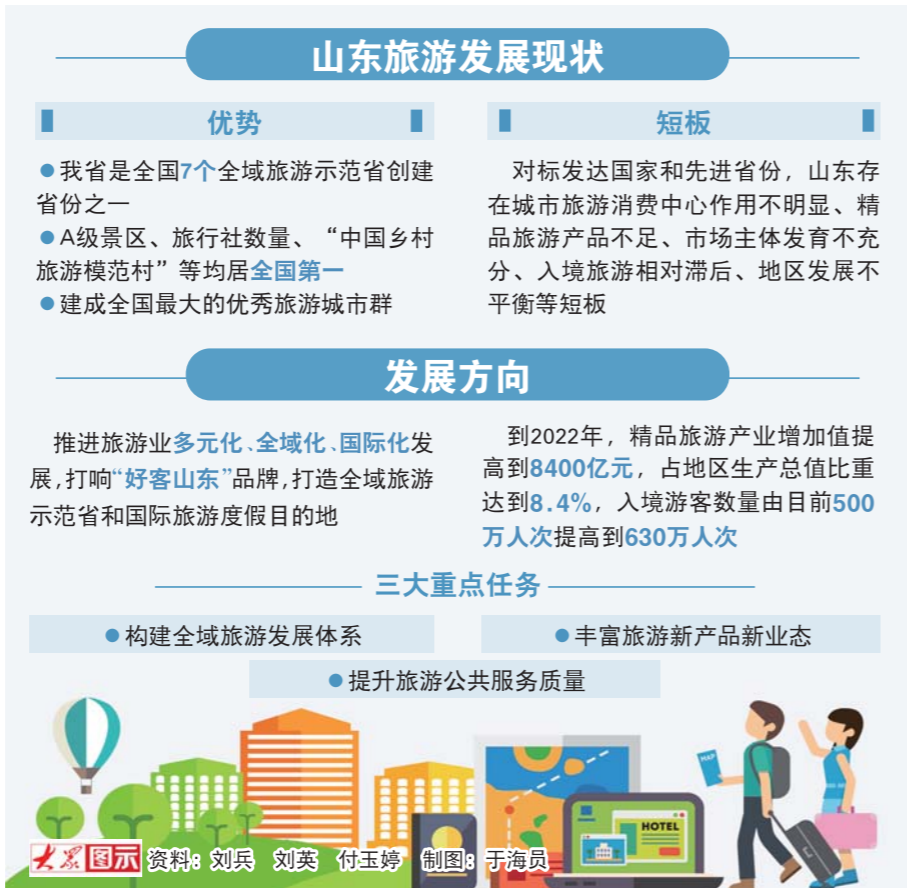 山东旅游发展现状
优势
●我省是全国7个全域旅游示范省创建
省份之一
●A级景区、旅行社数量、“中国乡村
旅游模范村”等均居全国第一
●建成全国最大的优秀旅游城市群
短板
对标发达国家和先进省份，山东存
在城市旅游消费中心作用不明显、精
品旅游产品不足、市场主体发育不充
分、入境旅游相对滞后、地区发展不
平衡等短板
发展方向
推进旅游业多元化、全域化、国际化发
展,打响“好客山东”品牌,打造全域旅游
示范省和国际旅游度假目的地
到2022年，精品旅游产业增加值提
高到8400亿元，占地区生产总值比重
达到8.4%，入境游客数量由目前500
万人次提高到630万人次
三大重点任务
●构建全域旅游发展体系
●丰富旅游新产品新业态
●提升旅游公共服务质量
MAP
HOTEL
大众图示 资料：刘兵 刘英 付玉婷 制图：于海员